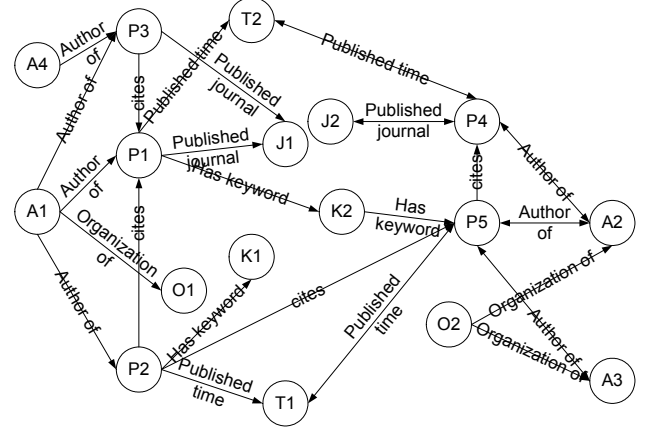 T2
P3
Author
of
A4
Published time
Published time
Published
journal
cites
Author of
J2
Published
journal
P4
J1
P1
Published
journal
Author
of
Has keyword
cites
Author of
A1
K2
Has
keyword
P5
Author
of
A2
Organization
of
cites
K1
O1
cites
Author of
Has keyword
Published
time
Organization of
O2
Organization of
Author of
P2
Published
time
T1
A3